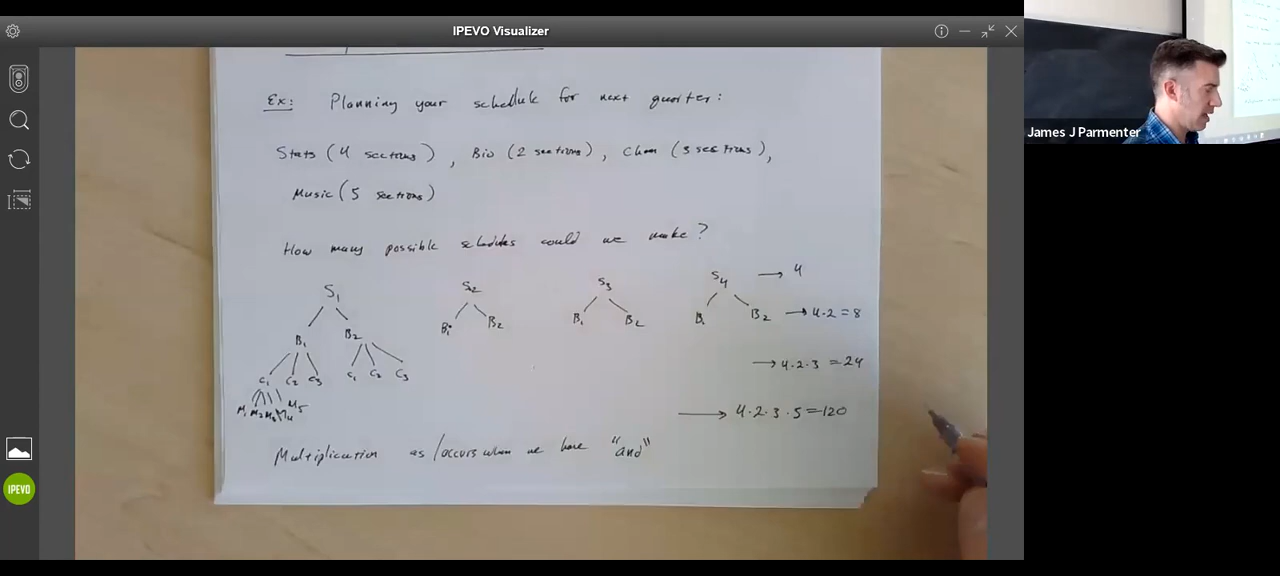 IPEVO Visualizer
James J Parmenter
Ex: Planning your schedule for next quarter:
Stats (4 sections), Bio (2 sections), Chem (3 sections),
Music (5 sections)
How many possible schedules could we make?
S1 S2 S3 S4 → 4
B1 B2 B1 B2 B1 B2 B1 B2 → 4·2=8
C1 C2 C3 C1 C2 C3 → 4·2·3 =24
M1 M2 M3 M4 M5 → 4·2·3·5=120
Multiplication as/occurs when we have "and"
IPEVO